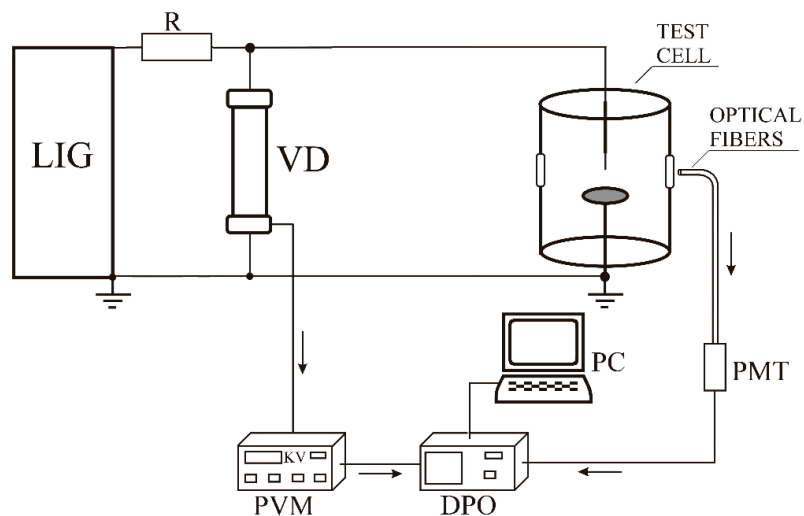 R
TEST
CELL
OPTICAL
FIBERS
LIG
VD
PC
PMT
KV
PVM
DPO